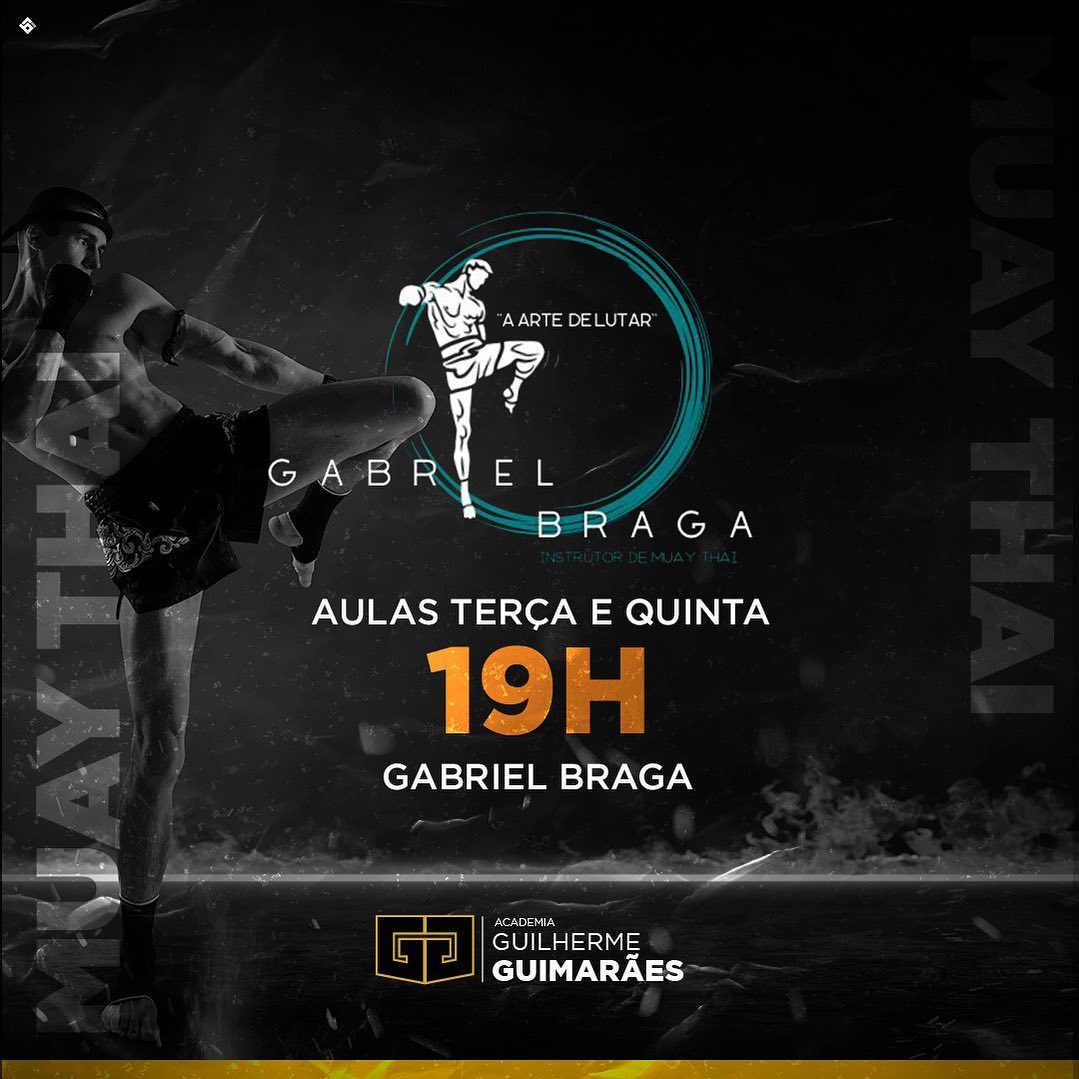 MUAY THAI
MUAY THAI
"A ARTE DE LUTAR"
GABRIEL
BRAGA
INSTRUTOR DE MUAY THAI
AULAS TERÇA E QUINTA
19H
GABRIEL BRAGA
ACADEMIA
GUILHERME
GUIMARÃES